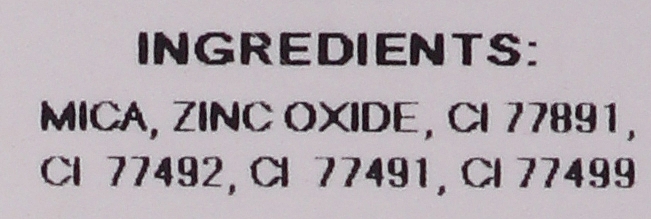 INGREDIENTS:
MICA, ZINC OXIDE, CI 77891,
CI 77492, CI 77491, CI 77499